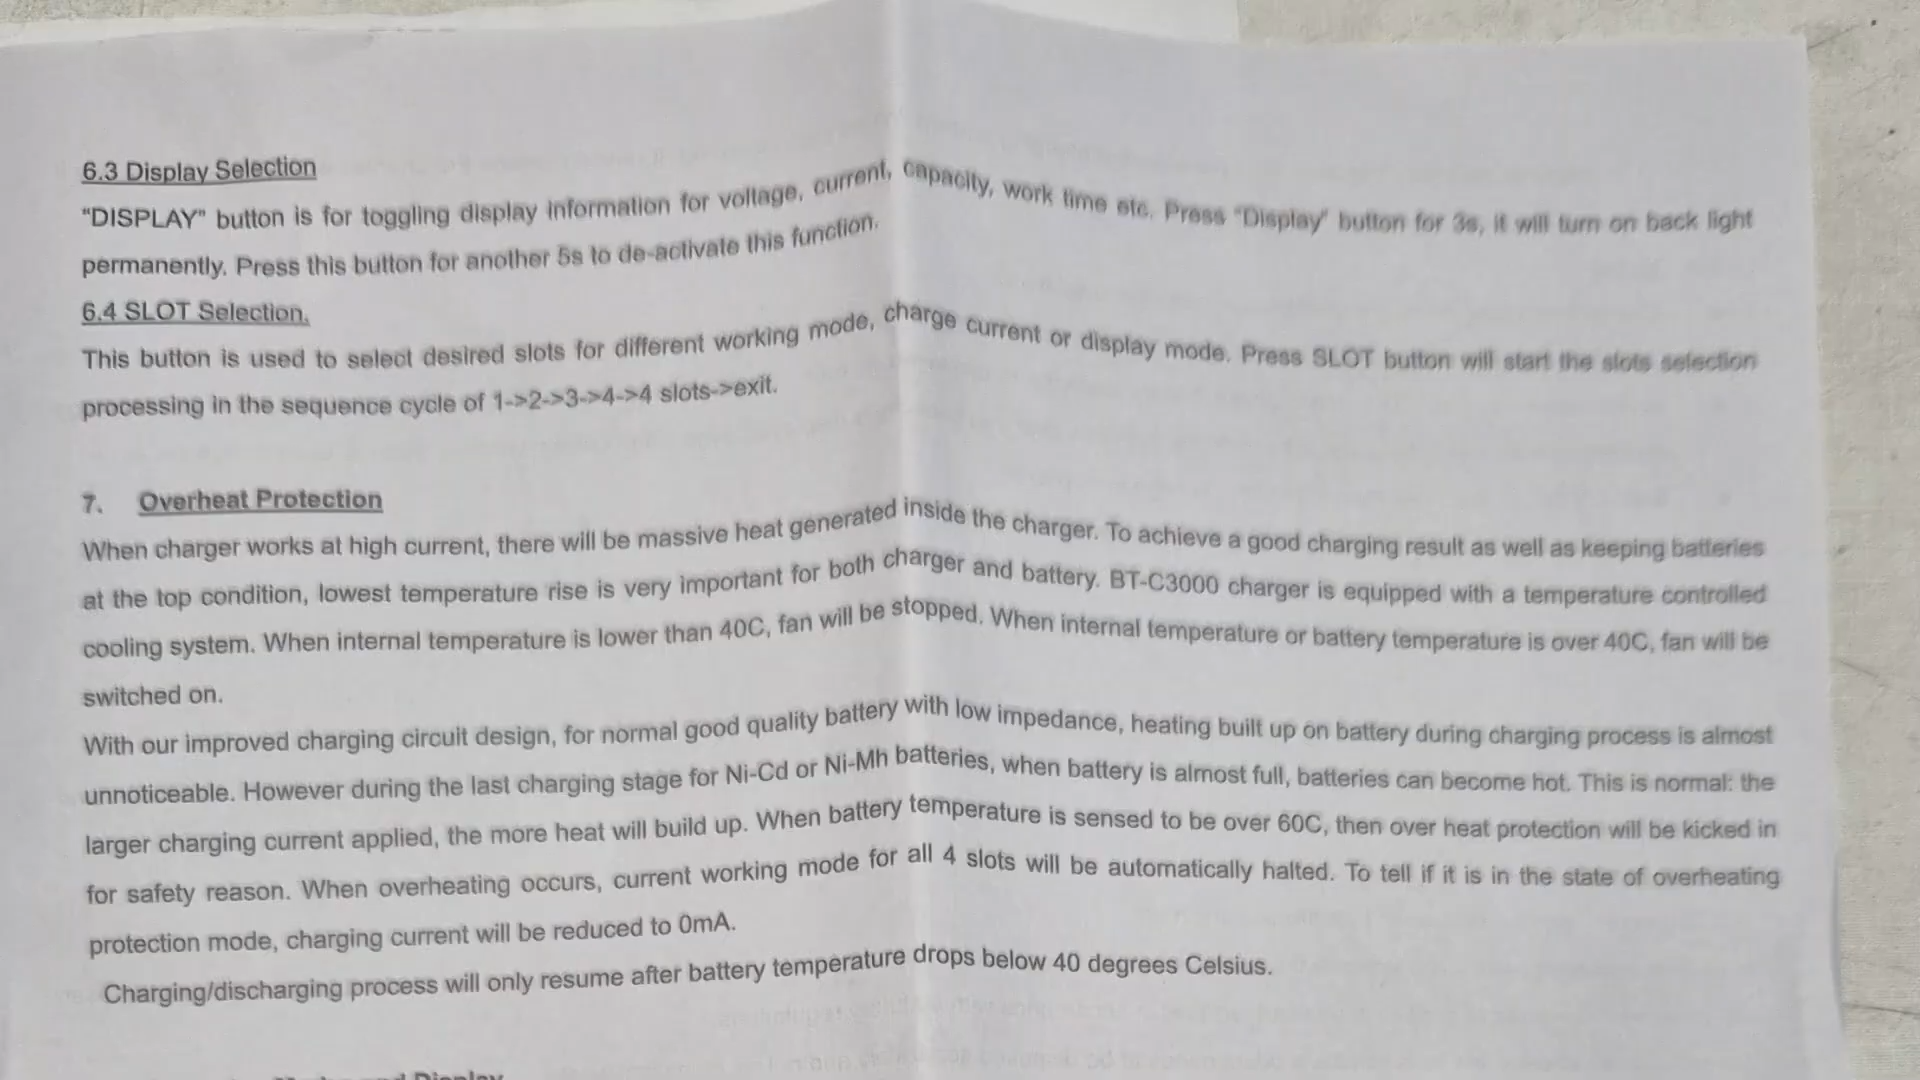 6.3 Display Selection
"DISPLAY" button is for toggling display information for voltage, current, capacity, work time etc. Press "Display" button for 3s, it will turn on back light
permanently. Press this button for another 5s to de-activate this function.
6.4 SLOT Selection.
This button is used to select desired slots for different working mode, charge current or display mode. Press SLOT button will start the slots selection
processing in the sequence cycle of 1->2->3->4->4 slots->exit.
7. Overheat Protection
When charger works at high current, there will be massive heat generated inside the charger. To achieve a good charging result as well as keeping batteries
at the top condition, lowest temperature rise is very important for both charger and battery. BT-C3000 charger is equipped with a temperature controlled
cooling system. When internal temperature is lower than 40C, fan will be stopped. When internal temperature or battery temperature is over 40C, fan will be
switched on.
With our improved charging circuit design, for normal good quality battery with low impedance, heating built up on battery during charging process is almost
unnoticeable. However during the last charging stage for Ni-Cd or Ni-Mh batteries, when battery is almost full, batteries can become hot. This is normal: the
larger charging current applied, the more heat will build up. When battery temperature is sensed to be over 60C, then over heat protection will be kicked in
for safety reason. When overheating occurs, current working mode for all 4 slots will be automatically halted. To tell if it is in the state of overheating
protection mode, charging current will be reduced to 0mA.
Charging/discharging process will only resume after battery temperature drops below 40 degrees Celsius.
and Display